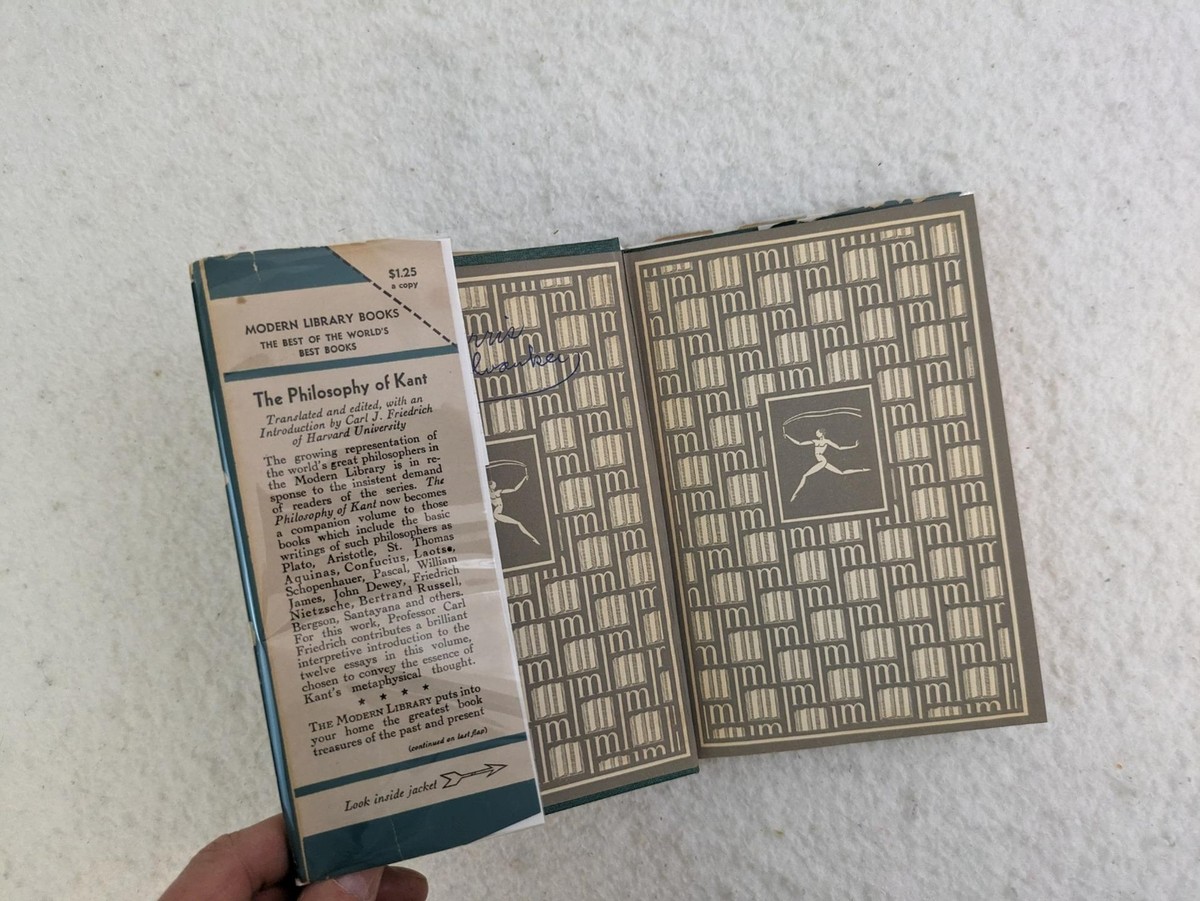 $1.25
a copy
MODERN LIBRARY BOOKS
THE BEST OF THE WORLD'S
BEST BOOKS
The Philosophy of Kant
Translated and edited, with an
Introduction by Carl J. Friedrich
of Harvard University
The growing representation of
the world's great philosophers in
the Modern Library is in re-
sponse to the insistent demand
of readers of the series. The
Philosophy of Kant now becomes
a companion volume to those
books which include the basic
writings of such philosophers as
Plato, Aristotle, St. Thomas
Aquinas, Confucius, Laotse,
Schopenhauer, Pascal, William
James, John Dewey, Friedrich
Nietzsche, Bertrand Russell,
Bergson, Santayana and others.
For this work, Professor Carl
Friedrich contributes a brilliant
interpretive introduction to the
twelve essays in this volume,
chosen to convey the essence of
Kant's metaphysical thought.
★ ★ ★ ★
THE MODERN LIBRARY puts into
your home the greatest book
treasures of the past and present
(continued on last flap)
Look inside jacket